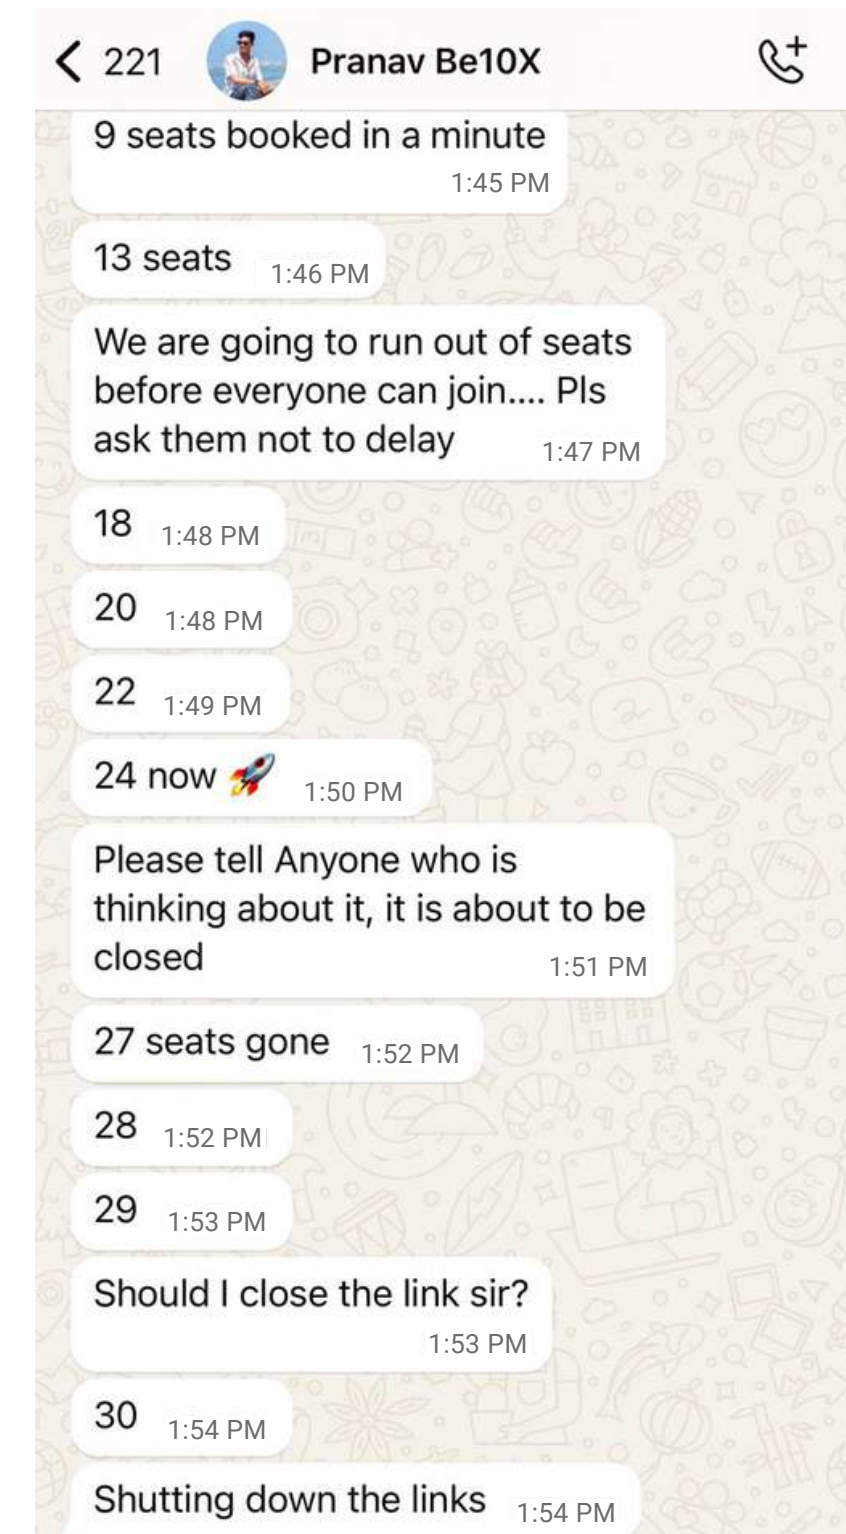 221 Pranav Be10X
9 seats booked in a minute
1:45 PM
13 seats 1:46 PM
We are going to run out of seats
before everyone can join.... Pls
ask them not to delay 1:47 PM
18 1:48 PM
20 1:48 PM
22 1:49 PM
24 now 🚀 1:50 PM
Please tell Anyone who is
thinking about it, it is about to be
closed 1:51 PM
27 seats gone 1:52 PM
28 1:52 PM
29 1:53 PM
Should I close the link sir?
1:53 PM
30 1:54 PM
Shutting down the links 1:54 PM